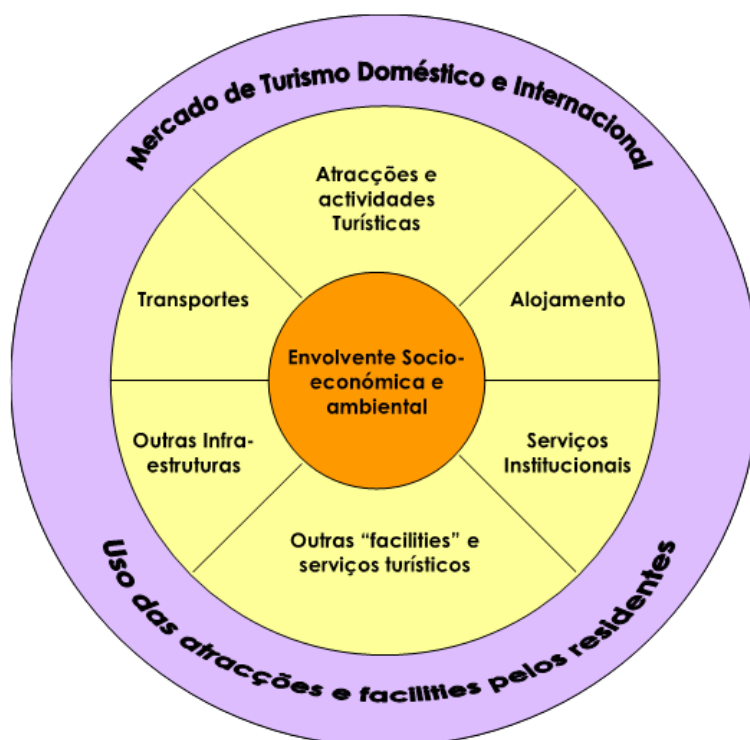 Mercado de Turismo Doméstico e Internacional
Atracções e
actividades
Turísticas
Transportes
Alojamento
Envolvente Socio-
económica e
ambiental
Outras Infra-
estruturas
Serviços
Institucionais
Outras “facilities” e
serviços turísticos
Uso das atracções e facilities pelos residentes